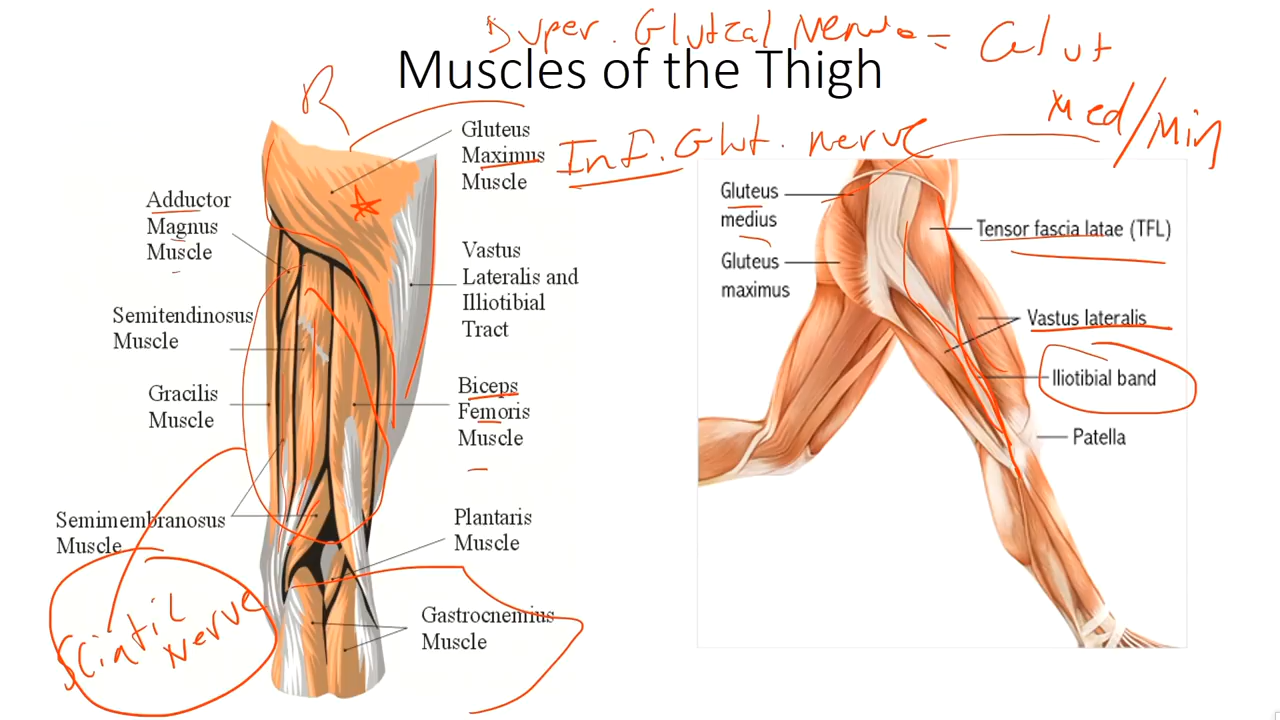 Super. Gluteal Nerve = Glut
med/Min
Muscles of the Thigh
R
Inf. Glut. nerve
Gluteus
Maximus
Muscle
Adductor
Magnus
Muscle
Vastus
Lateralis and
Illiotibial
Tract
Semitendinosus
Muscle
Gracilis
Muscle
Biceps
Femoris
Muscle
Semimembranosus
Muscle
Plantaris
Muscle
Gastrocnemius
Muscle
Sciatic
Nerve
Gluteus
medius
Gluteus
maximus
Tensor fascia latae (TFL)
Vastus lateralis
Iliotibial band
Patella